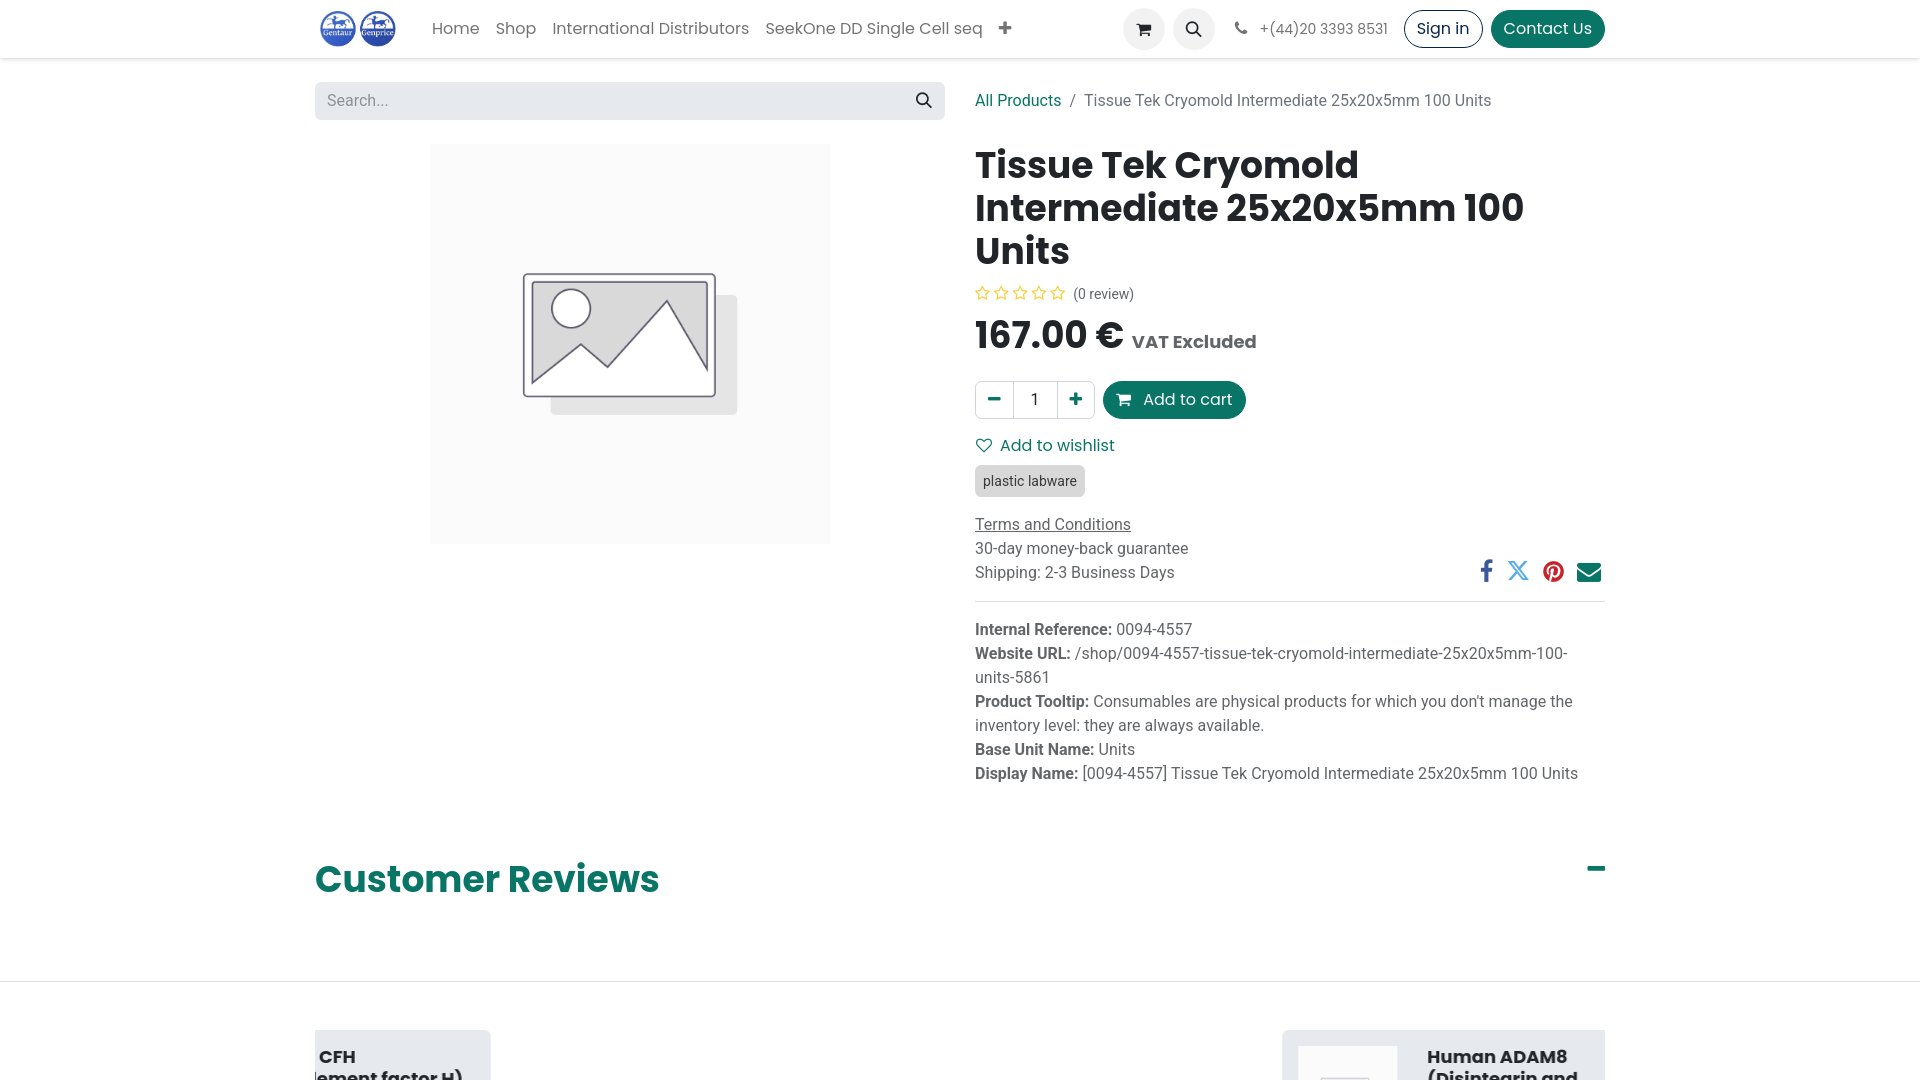 Gentaur Genprice
Home Shop International Distributors SeekOne DD Single Cell seq
+(44)20 3393 8531
Sign in
Contact Us
Search...
All Products / Tissue Tek Cryomold Intermediate 25x20x5mm 100 Units
Tissue Tek Cryomold
Intermediate 25x20x5mm 100
Units
(0 review)
167.00 € VAT Excluded
1
Add to cart
Add to wishlist
plastic labware
Terms and Conditions
30-day money-back guarantee
Shipping: 2-3 Business Days
Internal Reference: 0094-4557
Website URL: /shop/0094-4557-tissue-tek-cryomold-intermediate-25x20x5mm-100-
units-5861
Product Tooltip: Consumables are physical products for which you don't manage the
inventory level: they are always available.
Base Unit Name: Units
Display Name: [0094-4557] Tissue Tek Cryomold Intermediate 25x20x5mm 100 Units
Customer Reviews
CFH
lement factor H)
Human ADAM8
(Disintegrin and